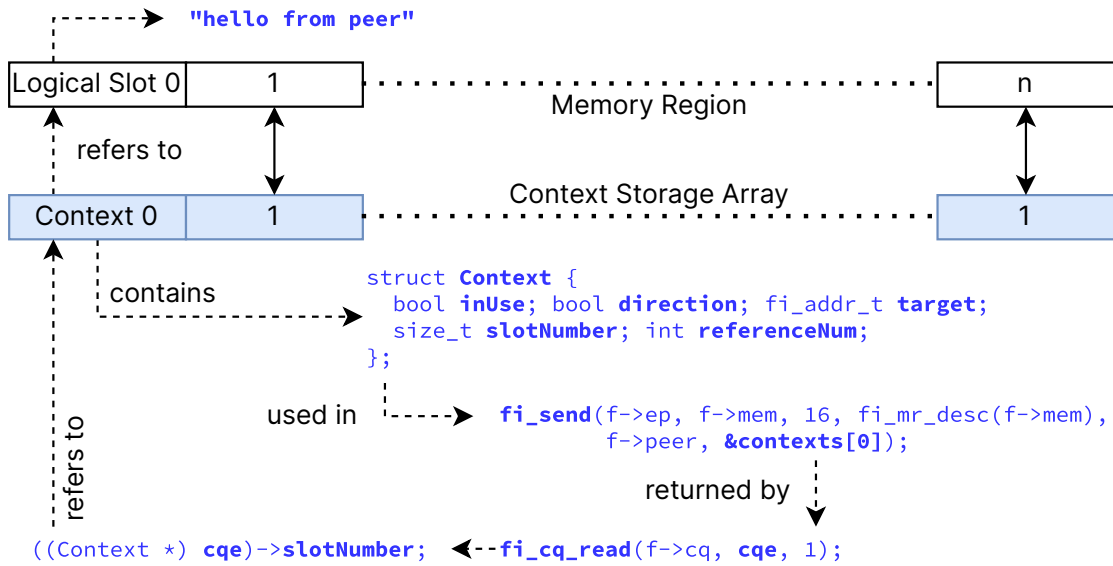 "hello from peer"
Logical Slot 0
1
n
Memory Region
refers to
Context Storage Array
Context 0
1
1
contains
struct Context {
bool inUse; bool direction; fi_addr_t target;
size_t slotNumber; int referenceNum;
};
used in
fi_send(f->ep, f->mem, 16, fi_mr_desc(f->mem),
f->peer, &contexts[0]);
refers to
returned by
((Context *) cqe)->slotNumber;
fi_cq_read(f->cq, cqe, 1);